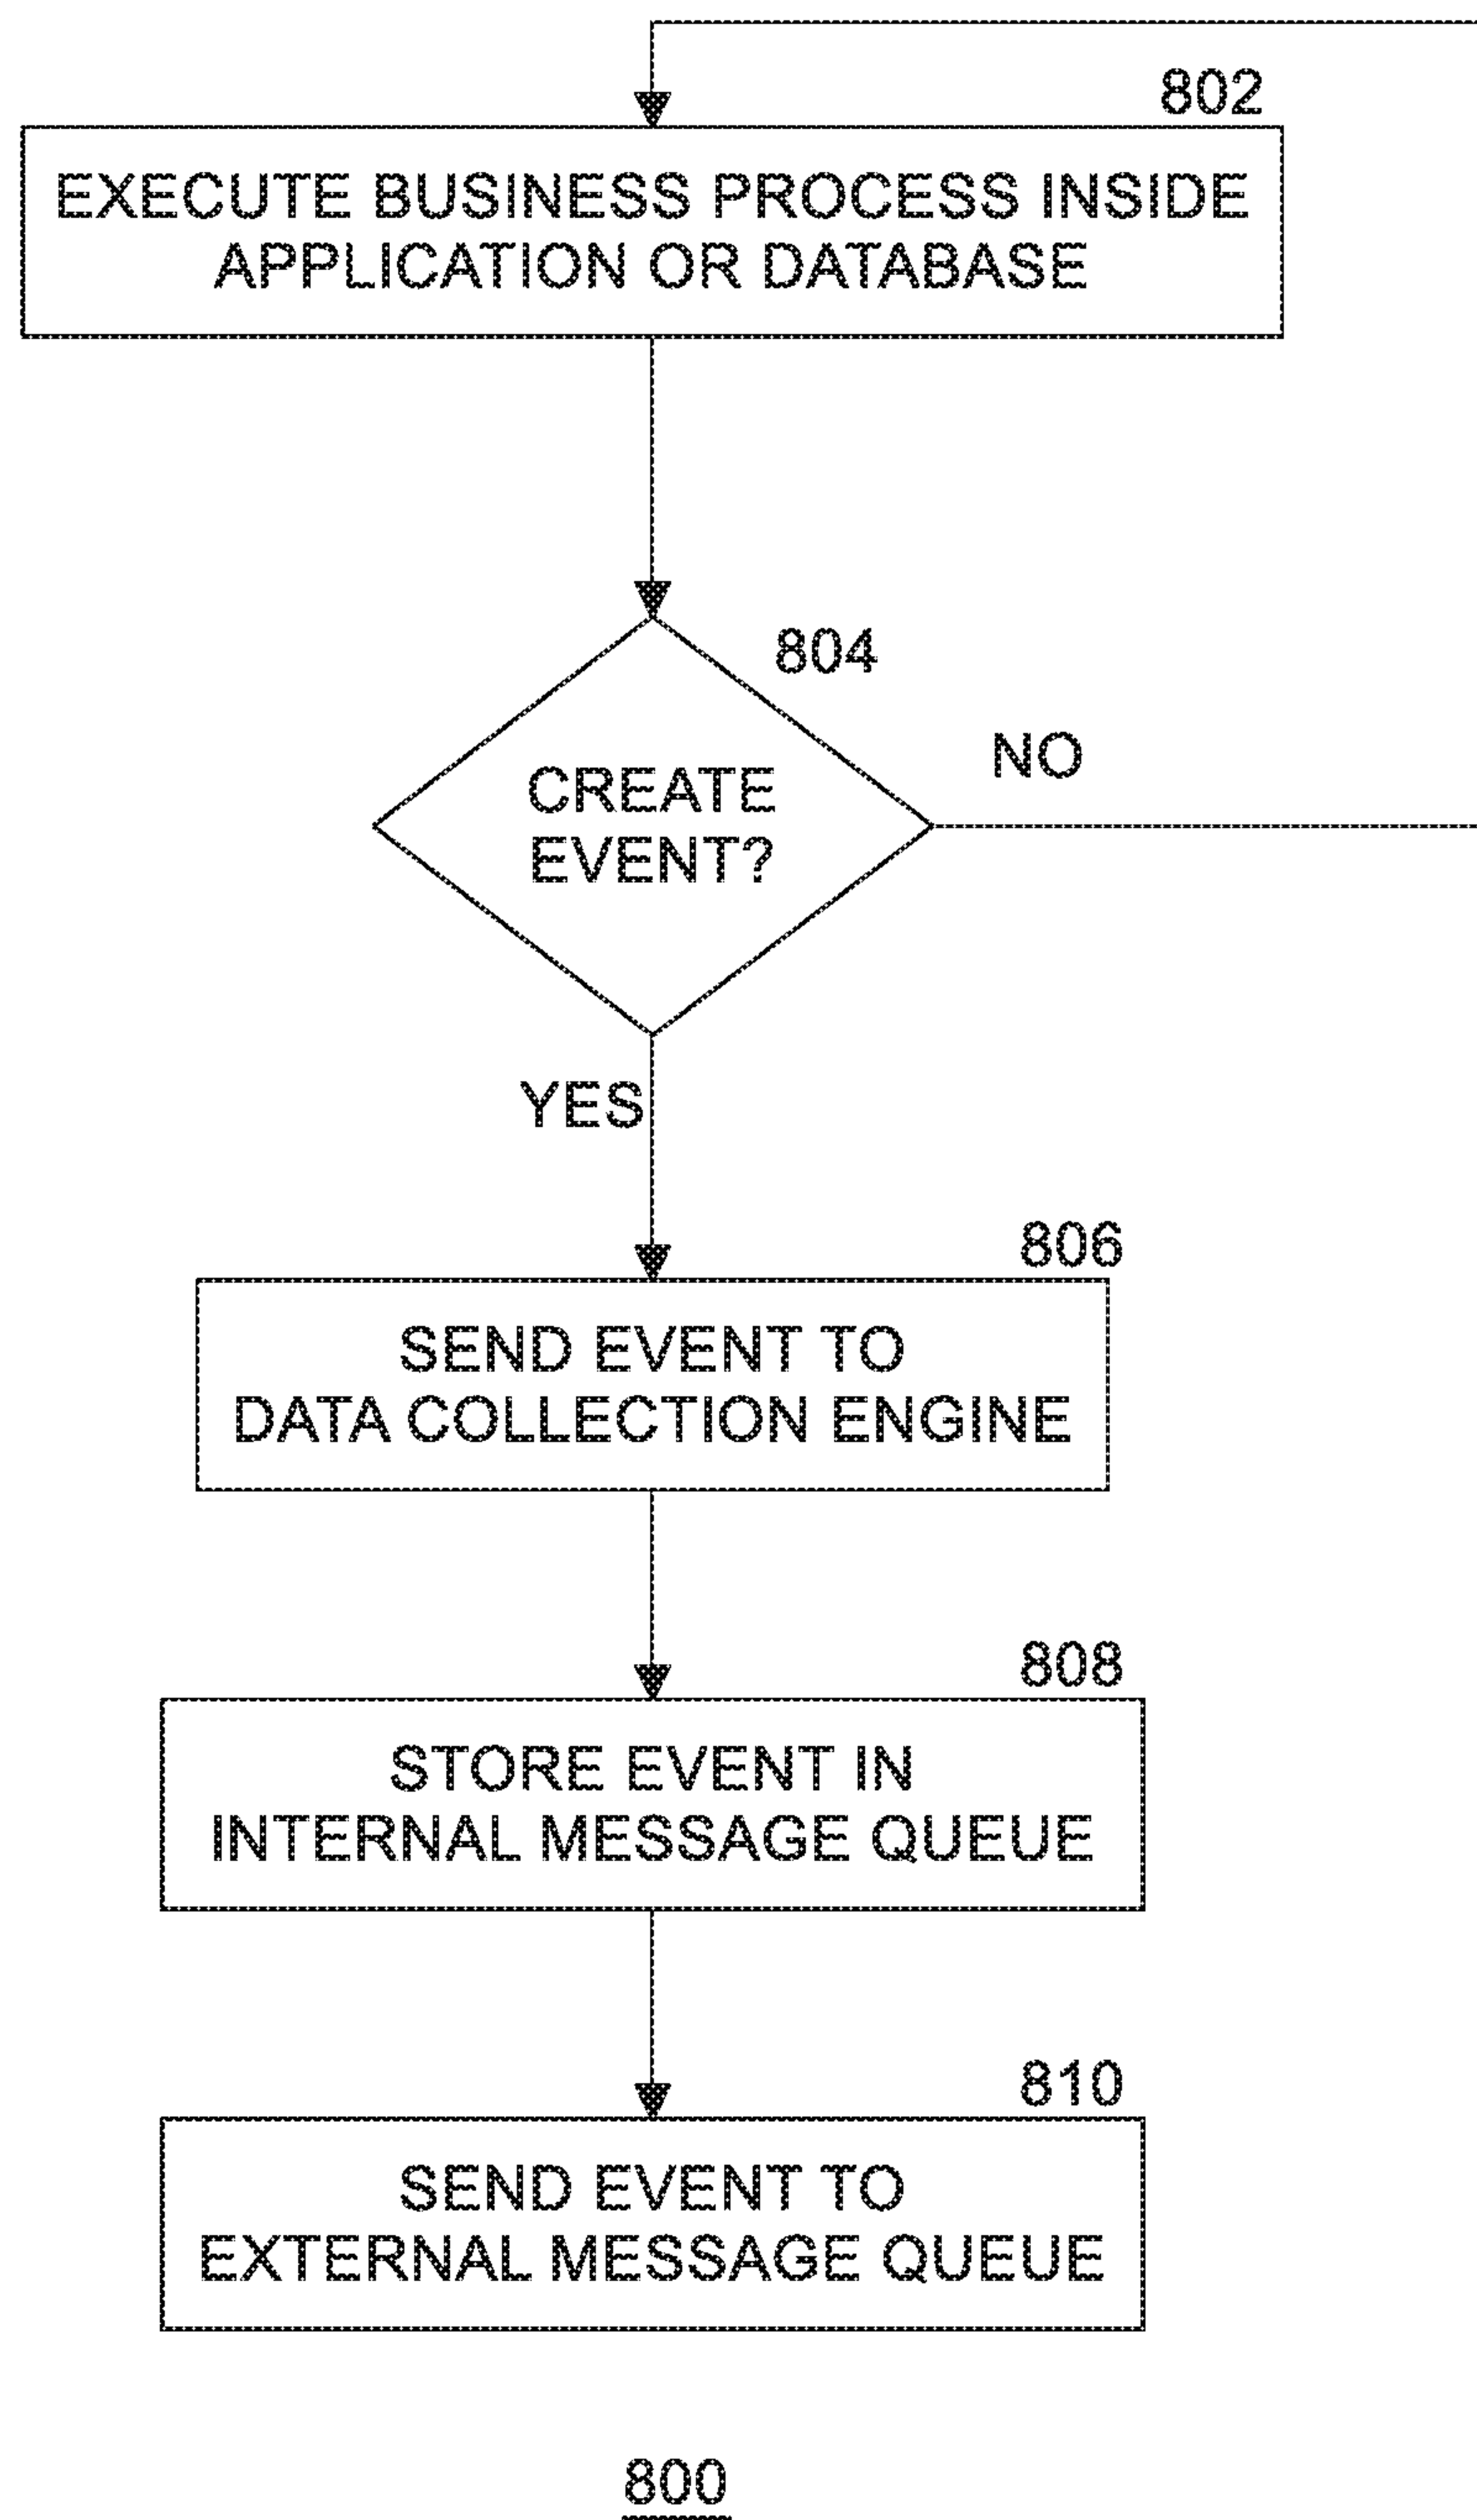 802
EXECUTE BUSINESS PROCESS INSIDE
APPLICATION OR DATABASE
804
CREATE
EVENT?
NO
YES
806
SEND EVENT TO
DATA COLLECTION ENGINE
808
STORE EVENT IN
INTERNAL MESSAGE QUEUE
810
SEND EVENT TO
EXTERNAL MESSAGE QUEUE
800